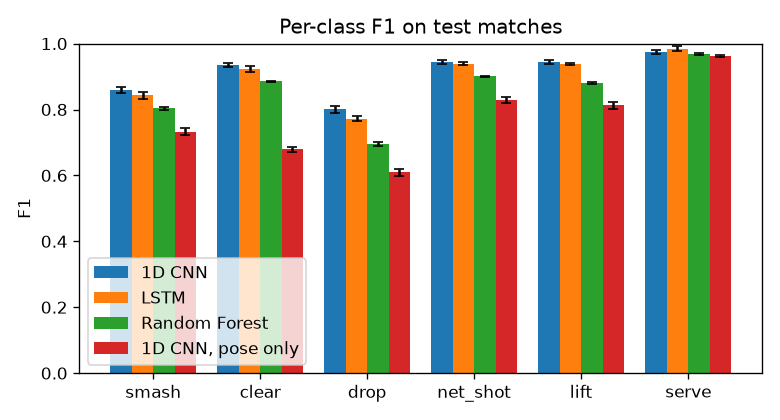 Per-class F1 on test matches
F1
1.0
0.8
0.6
0.4
0.2
0.0
1D CNN
LSTM
Random Forest
1D CNN, pose only
smash clear drop net_shot lift serve